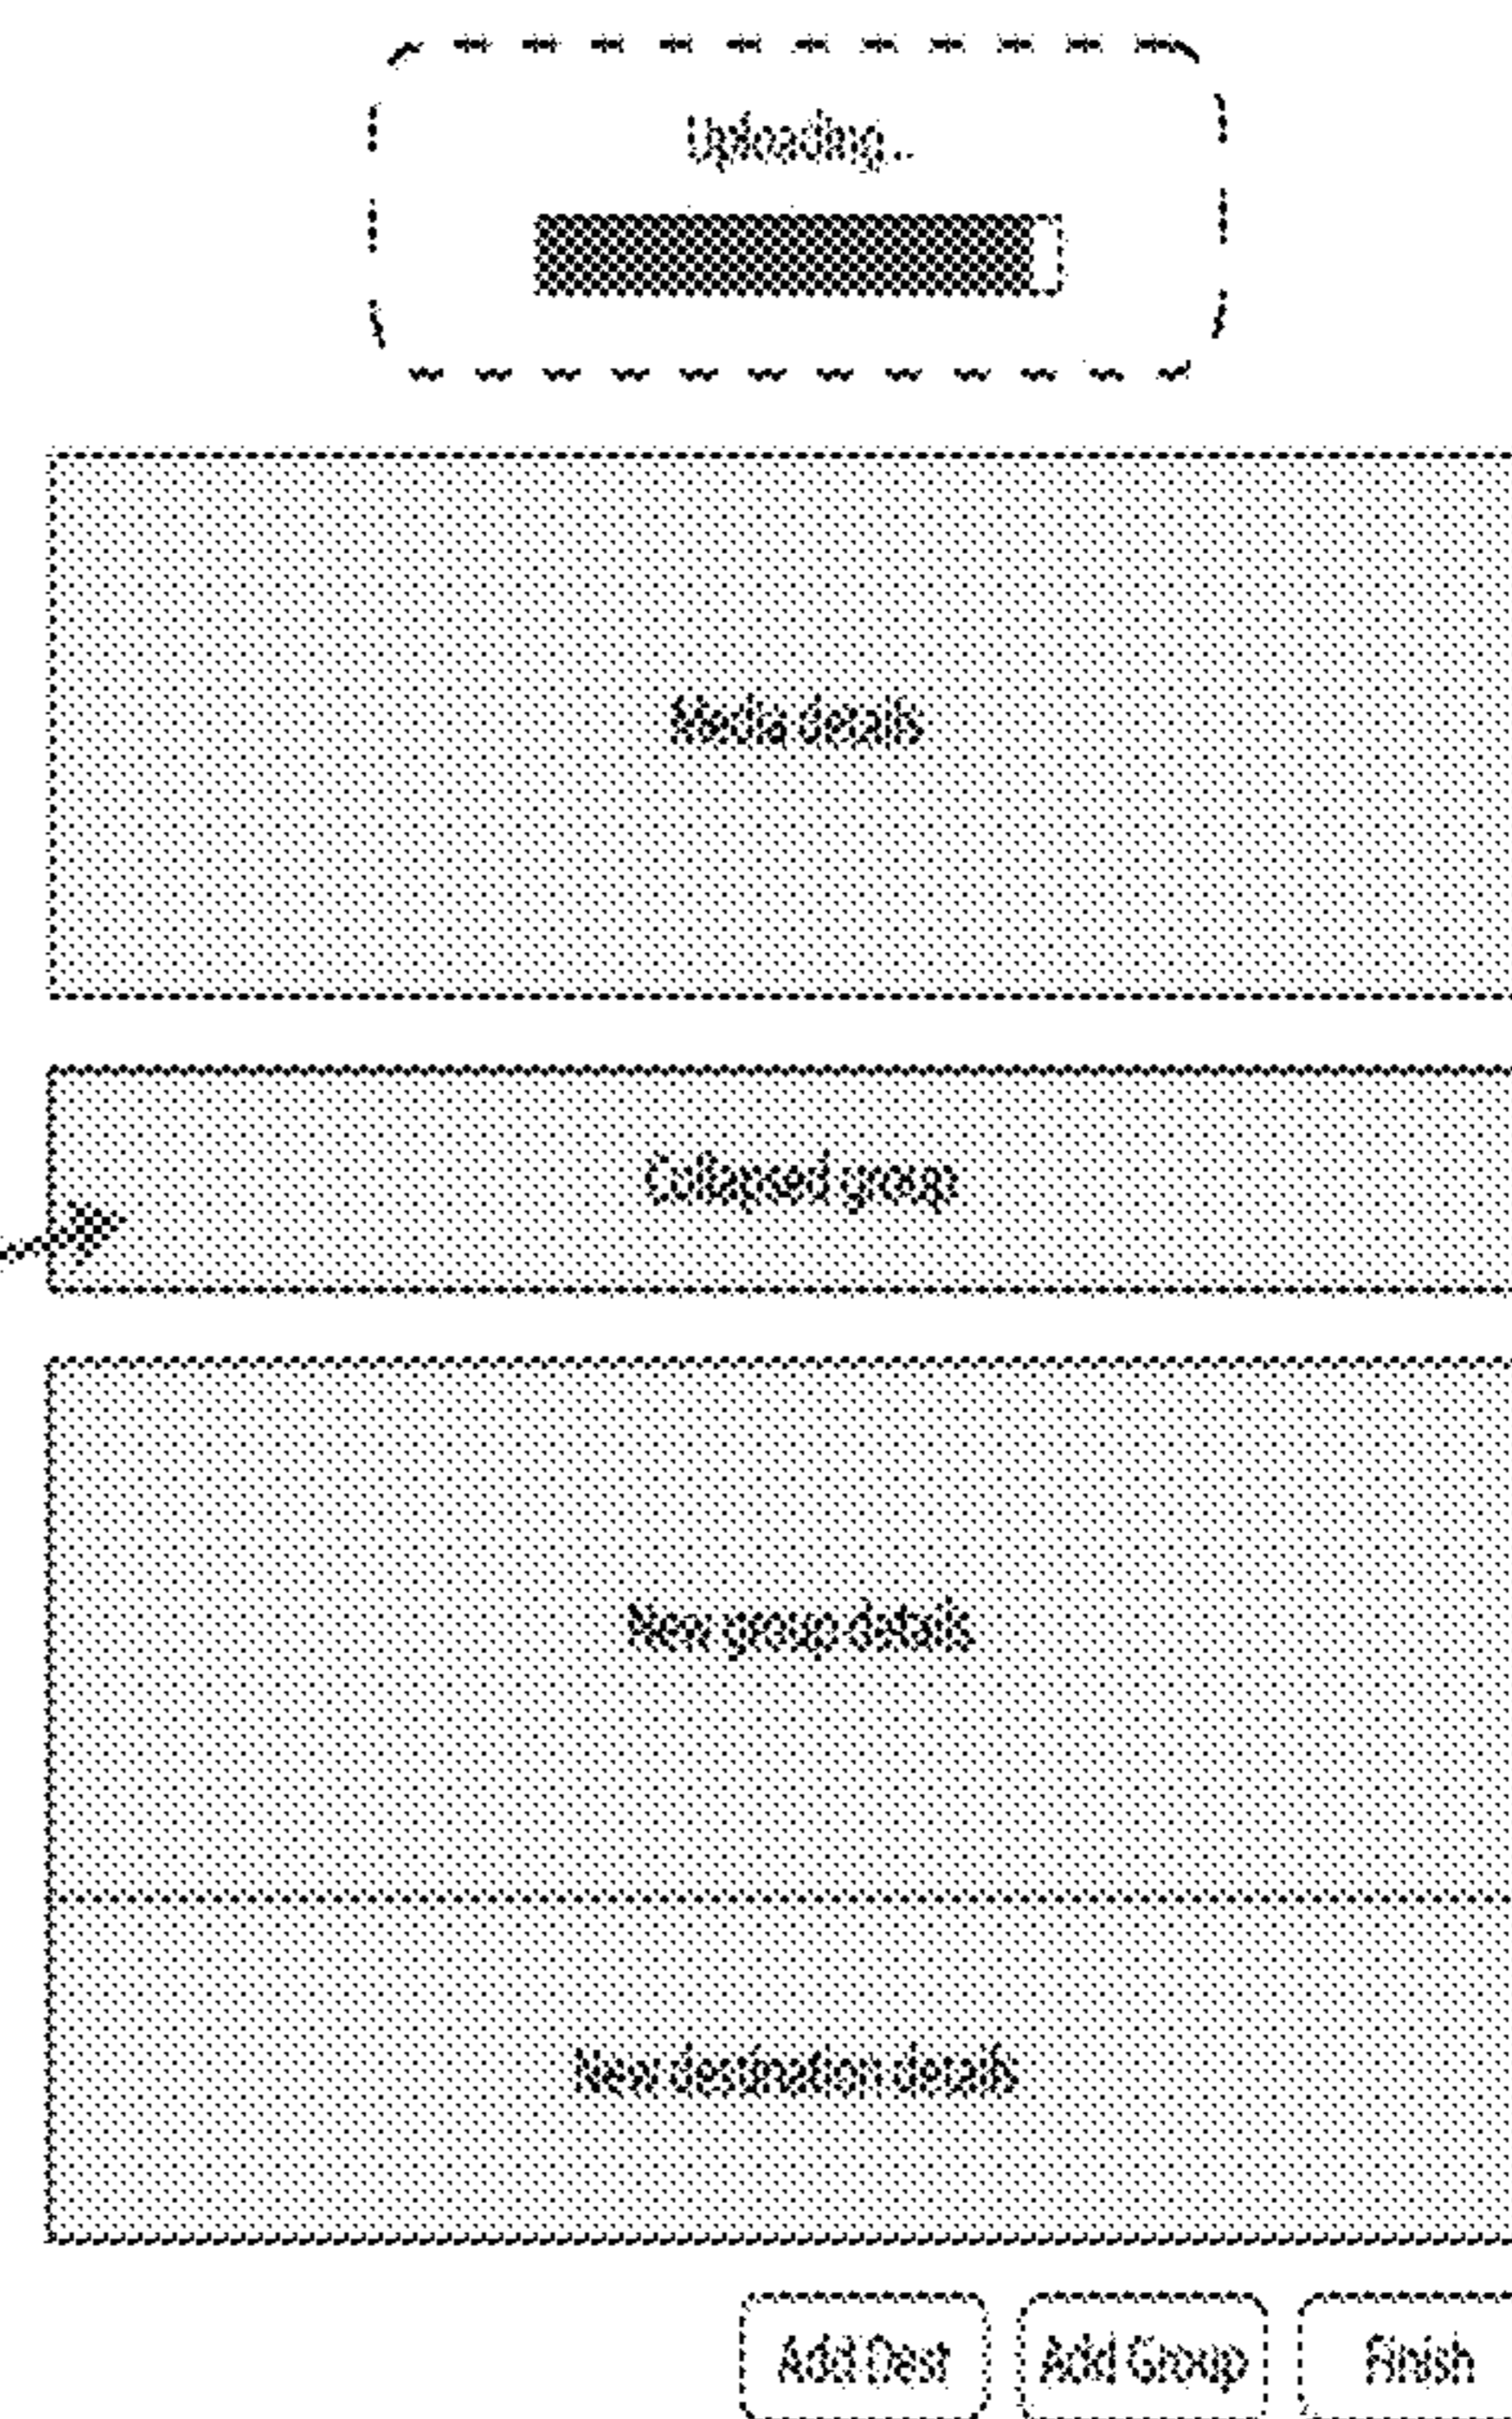 Uploading...
Media details
Collapsed group
New group details
New destination details
Add Dest Add Group Finish